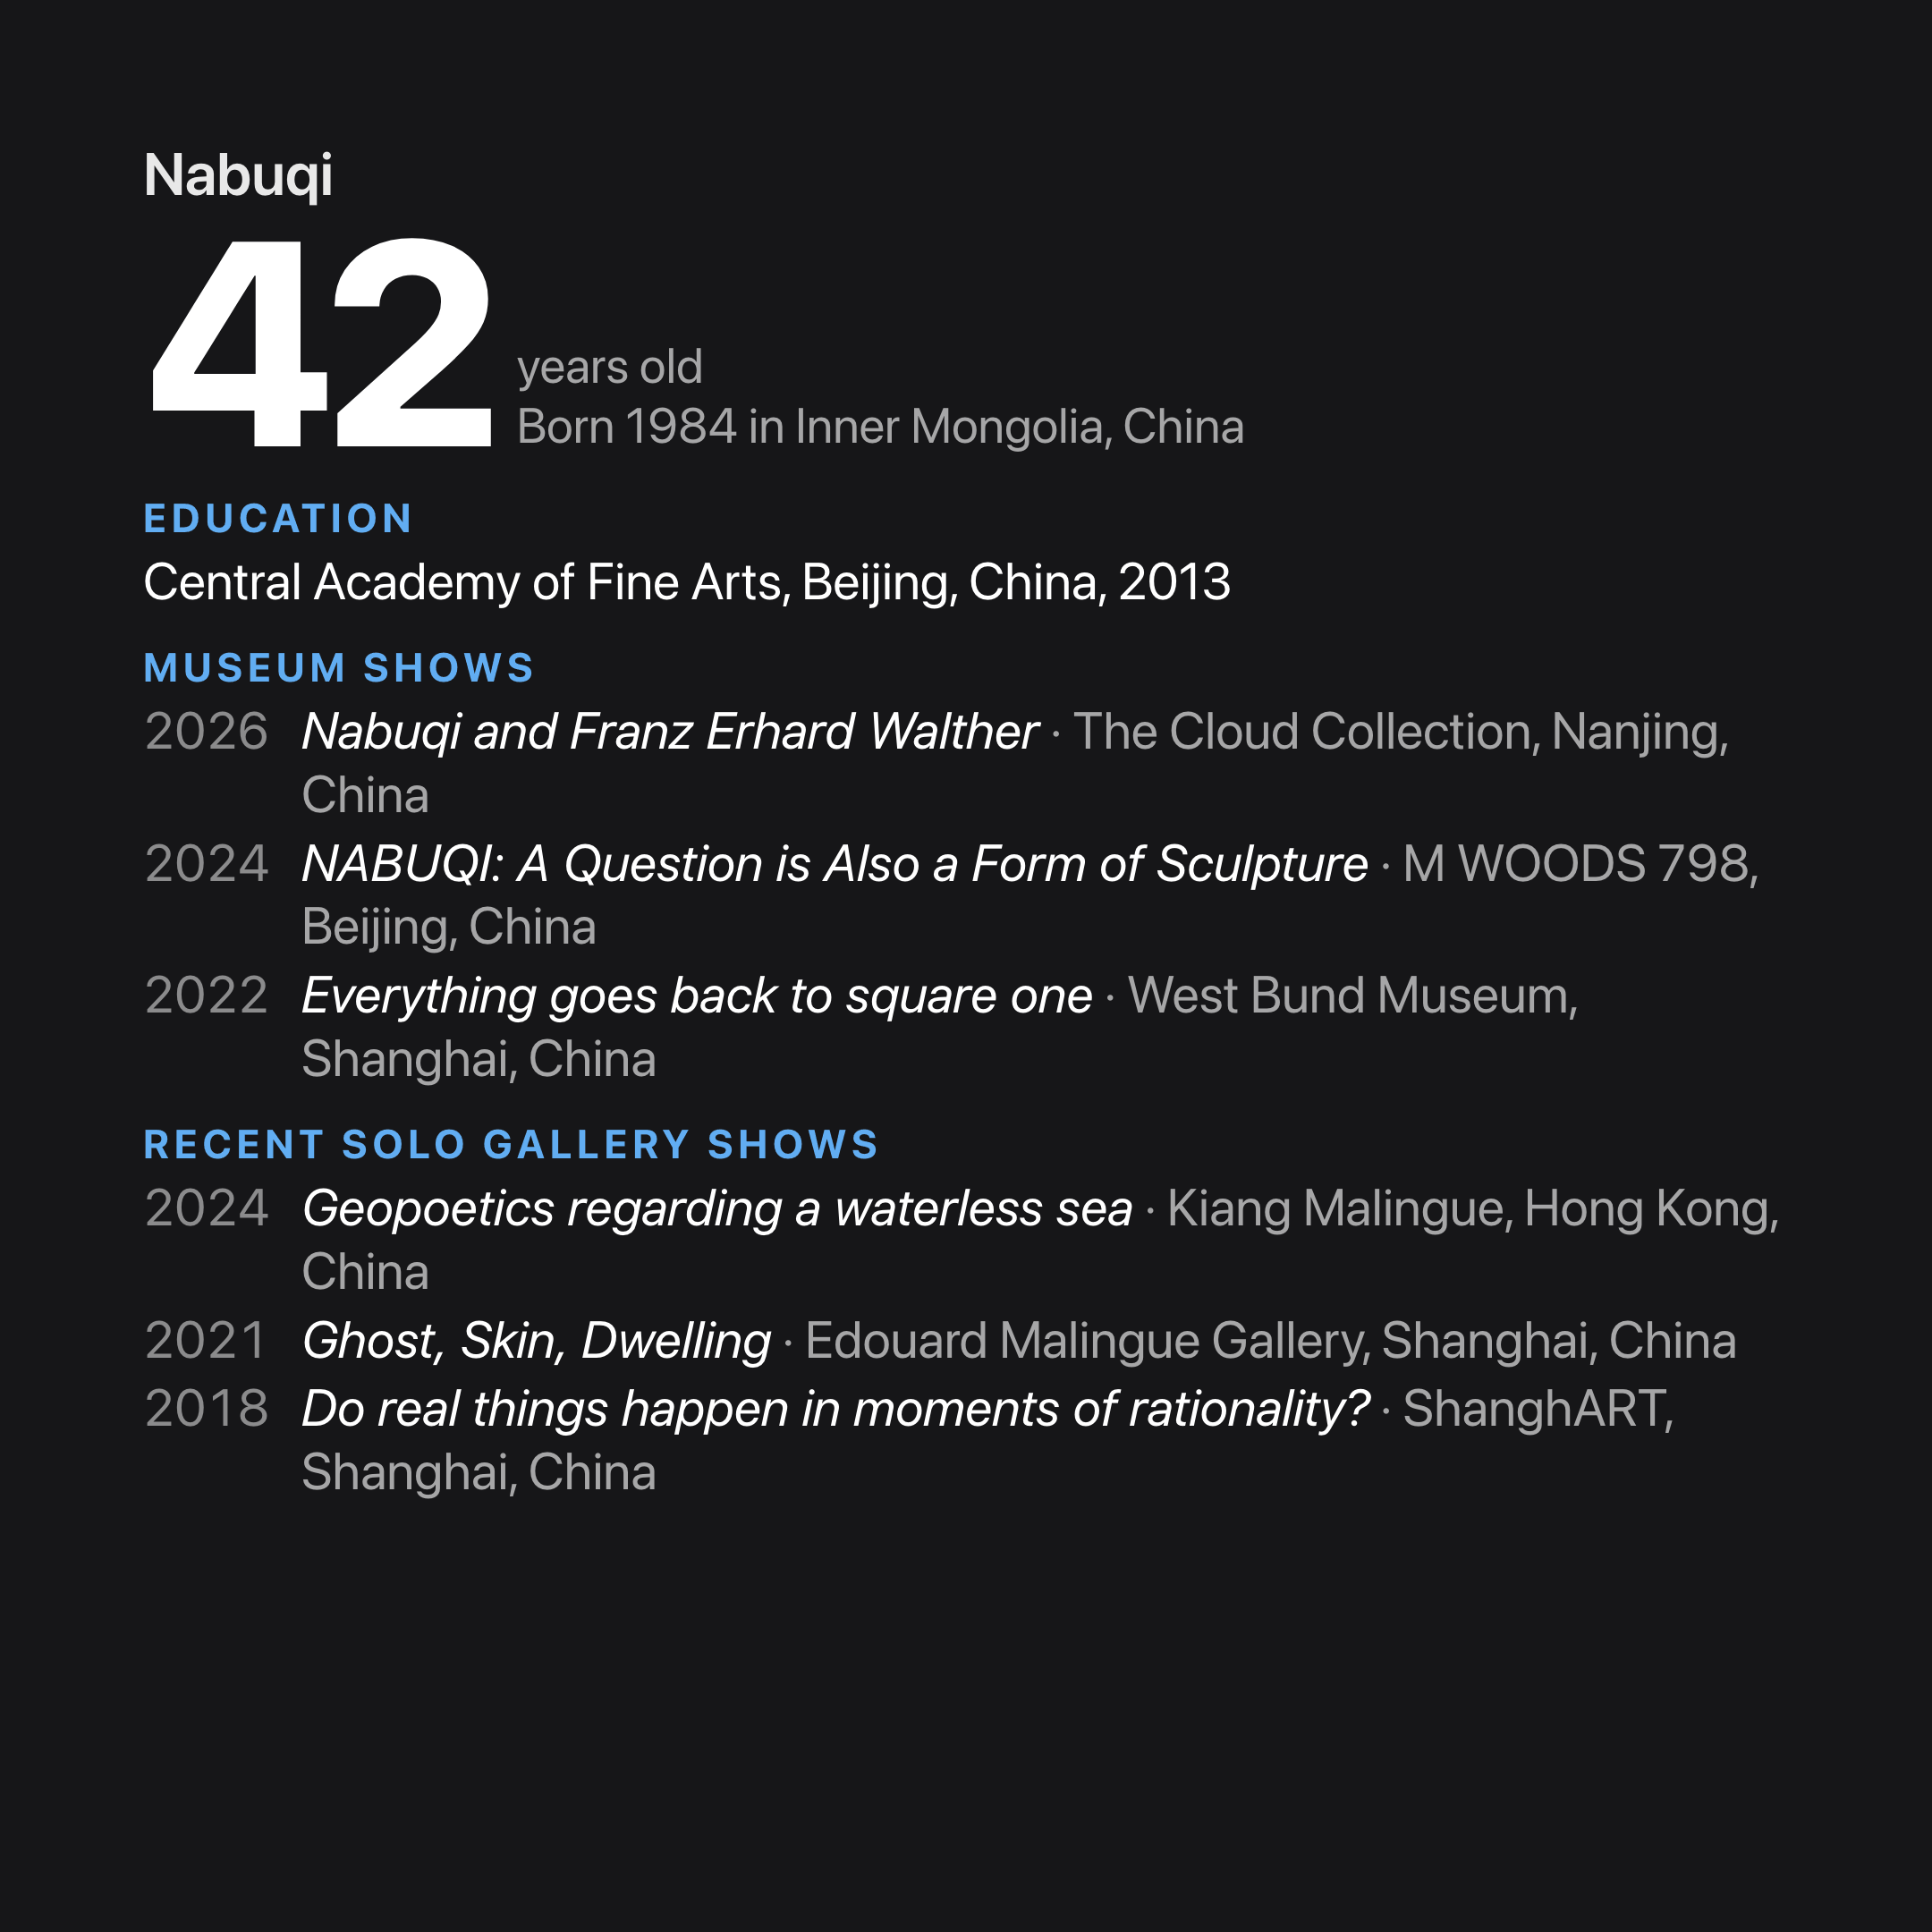 Nabuqi
42
years old
Born 1984 in Inner Mongolia, China
EDUCATION
Central Academy of Fine Arts, Beijing, China, 2013
MUSEUM SHOWS
2026 Nabuqi and Franz Erhard Walther · The Cloud Collection, Nanjing,
China
2024 NABUQI: A Question is Also a Form of Sculpture · M WOODS 798,
Beijing, China
2022 Everything goes back to square one · West Bund Museum,
Shanghai, China
RECENT SOLO GALLERY SHOWS
2024 Geopoetics regarding a waterless sea · Kiang Malingue, Hong Kong,
China
2021 Ghost, Skin, Dwelling · Edouard Malingue Gallery, Shanghai, China
2018 Do real things happen in moments of rationality? · ShanghART,
Shanghai, China